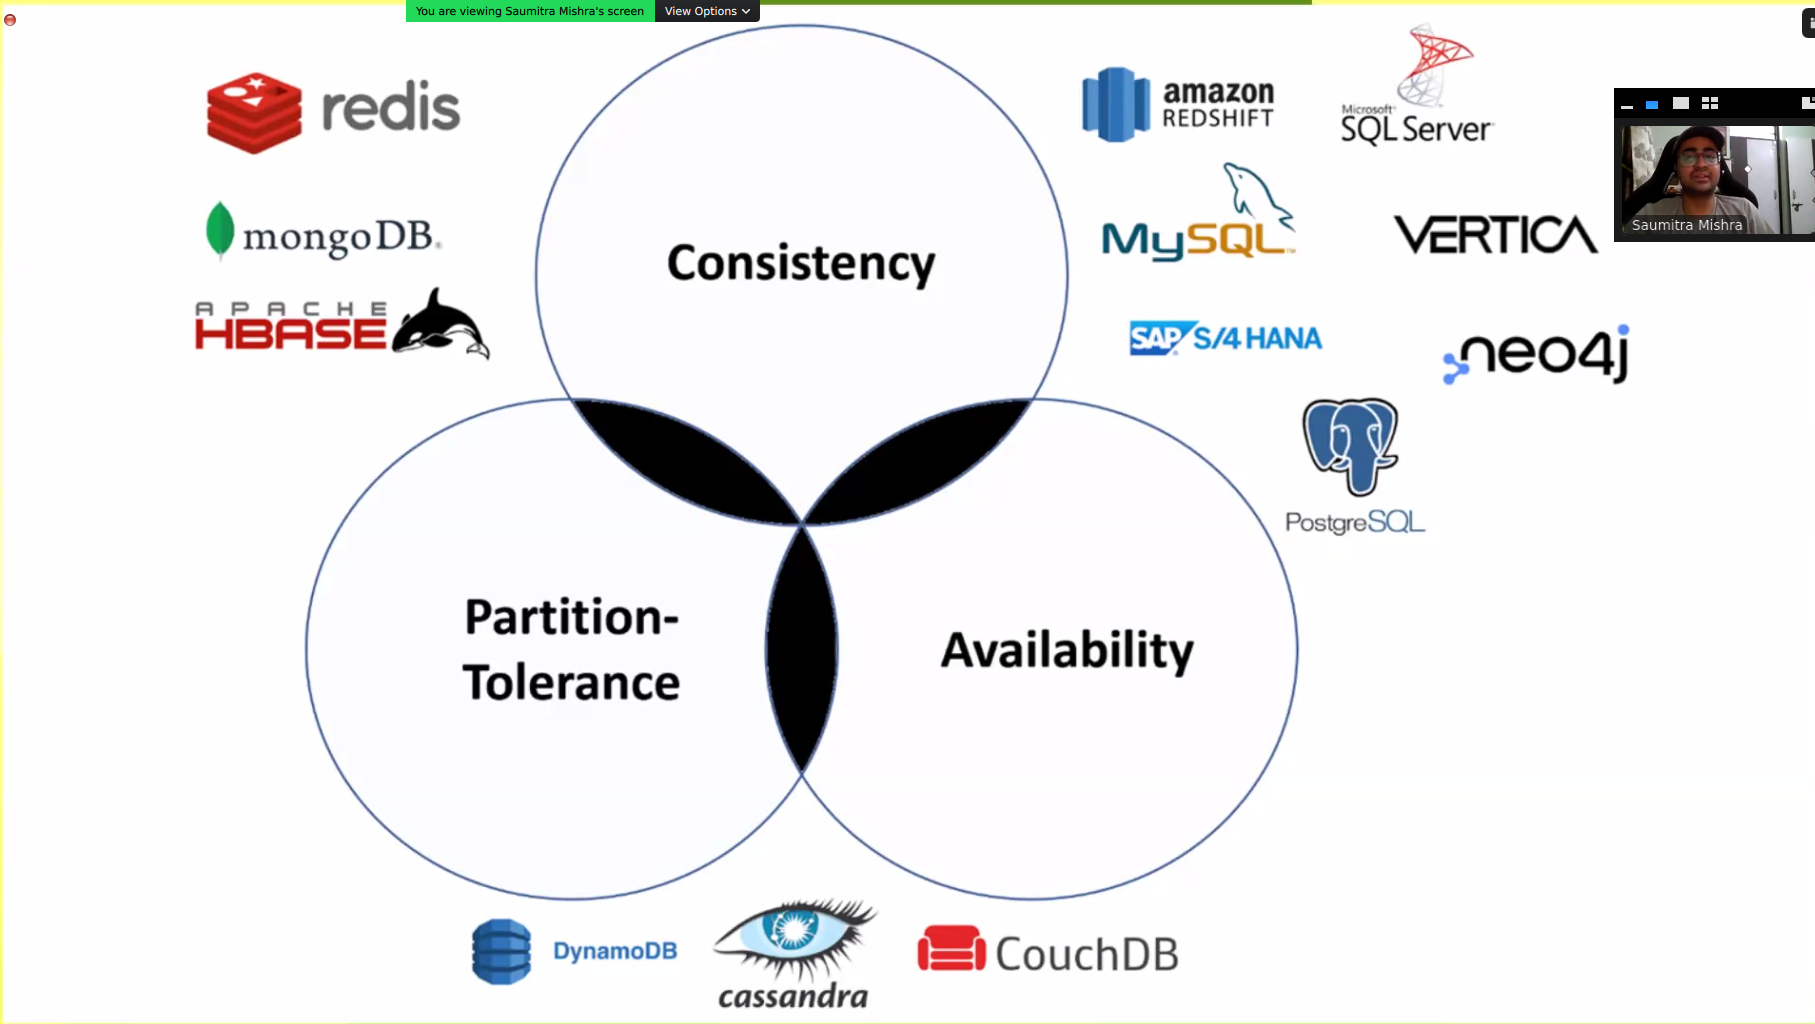 You are viewing Saumitra Mishra's screen
View Options
redis
amazon
REDSHIFT
Microsoft
SQL Server
mongoDB
MySQL
VERTICA
Saumitra Mishra
Consistency
APACHE
HBASE
SAP S/4 HANA
neo4j
PostgreSQL
Partition-
Tolerance
Availability
DynamoDB
cassandra
CouchDB